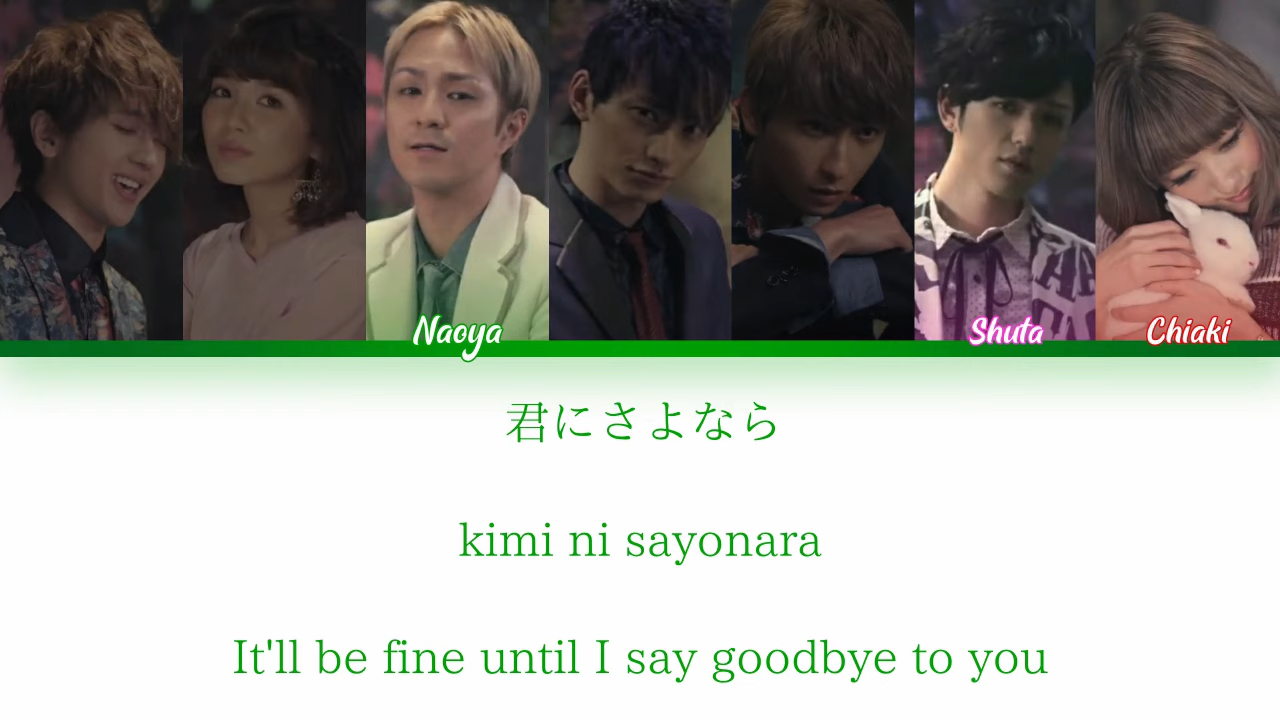 Naoya
Shuta
Chiaki
君にさよなら
kimi ni sayonara
It'll be fine until I say goodbye to you